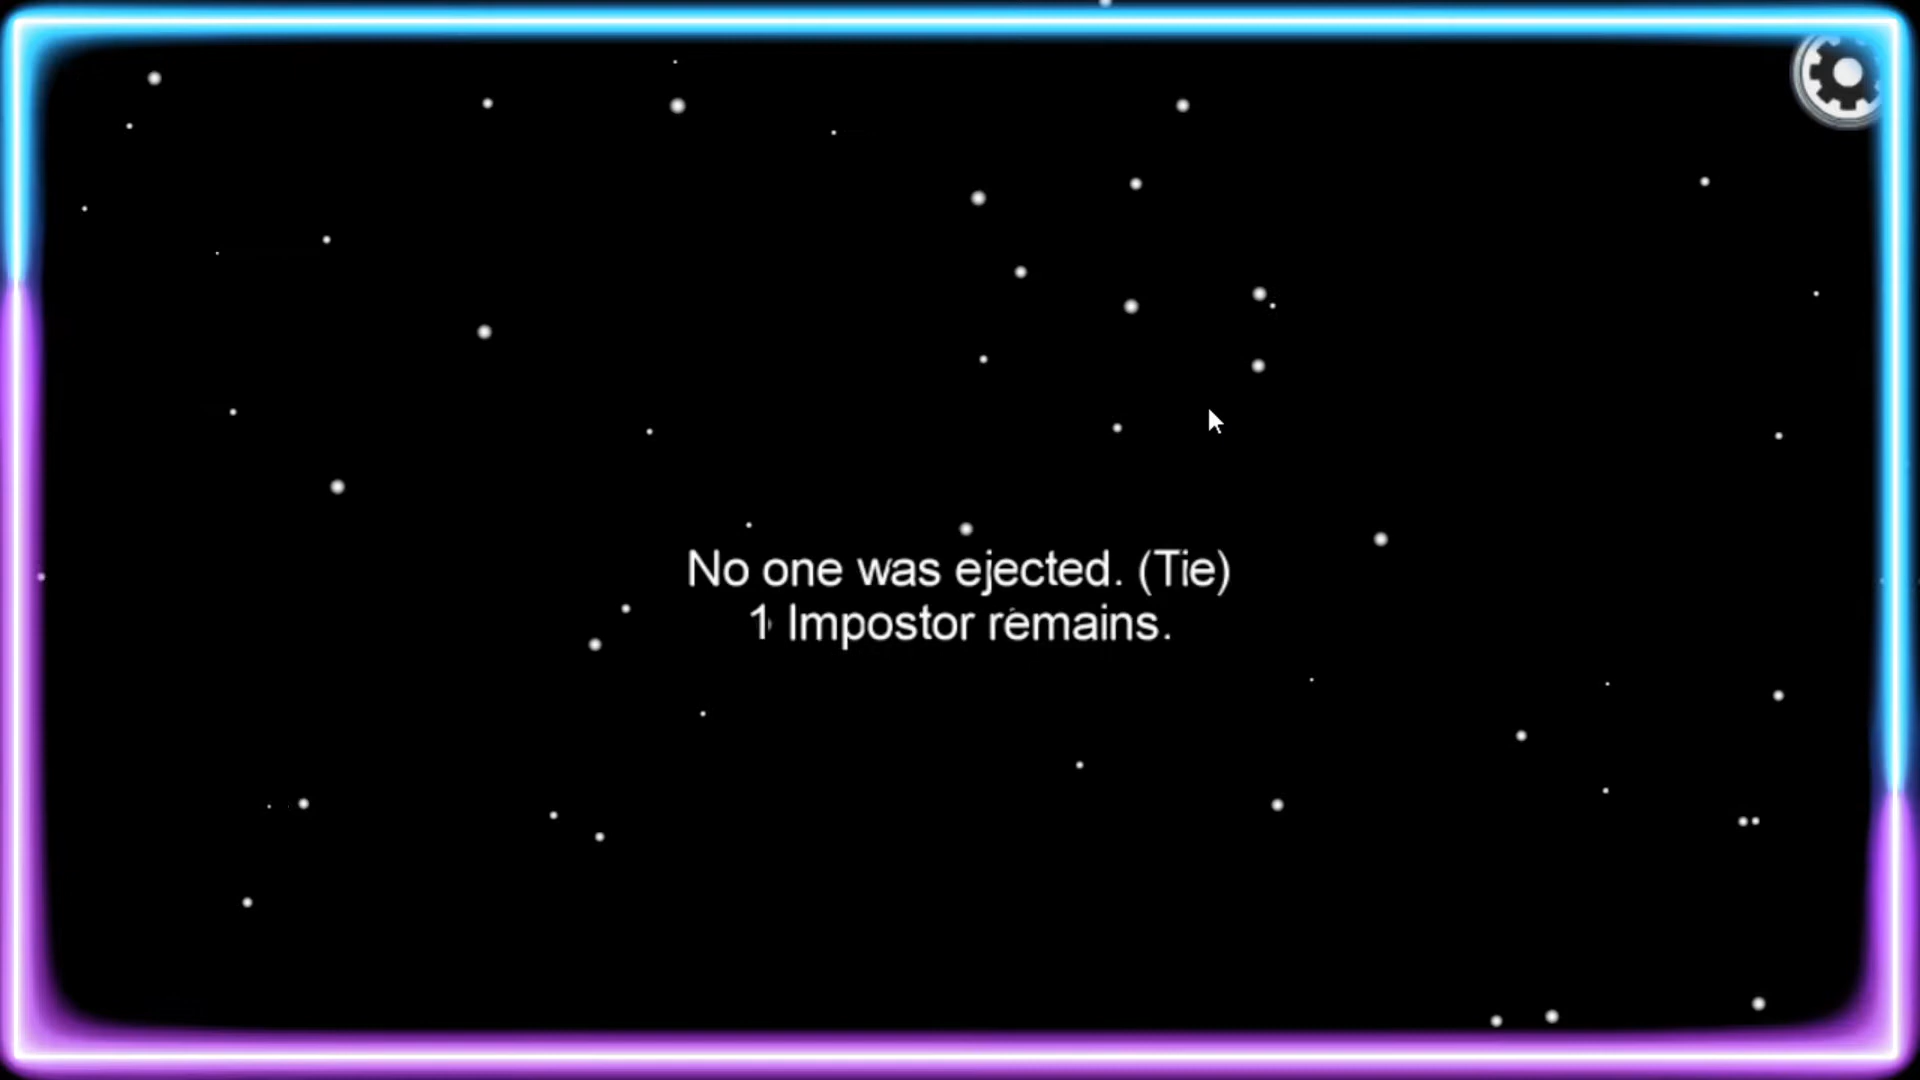 No one was ejected. (Tie)
1 Impostor remains.